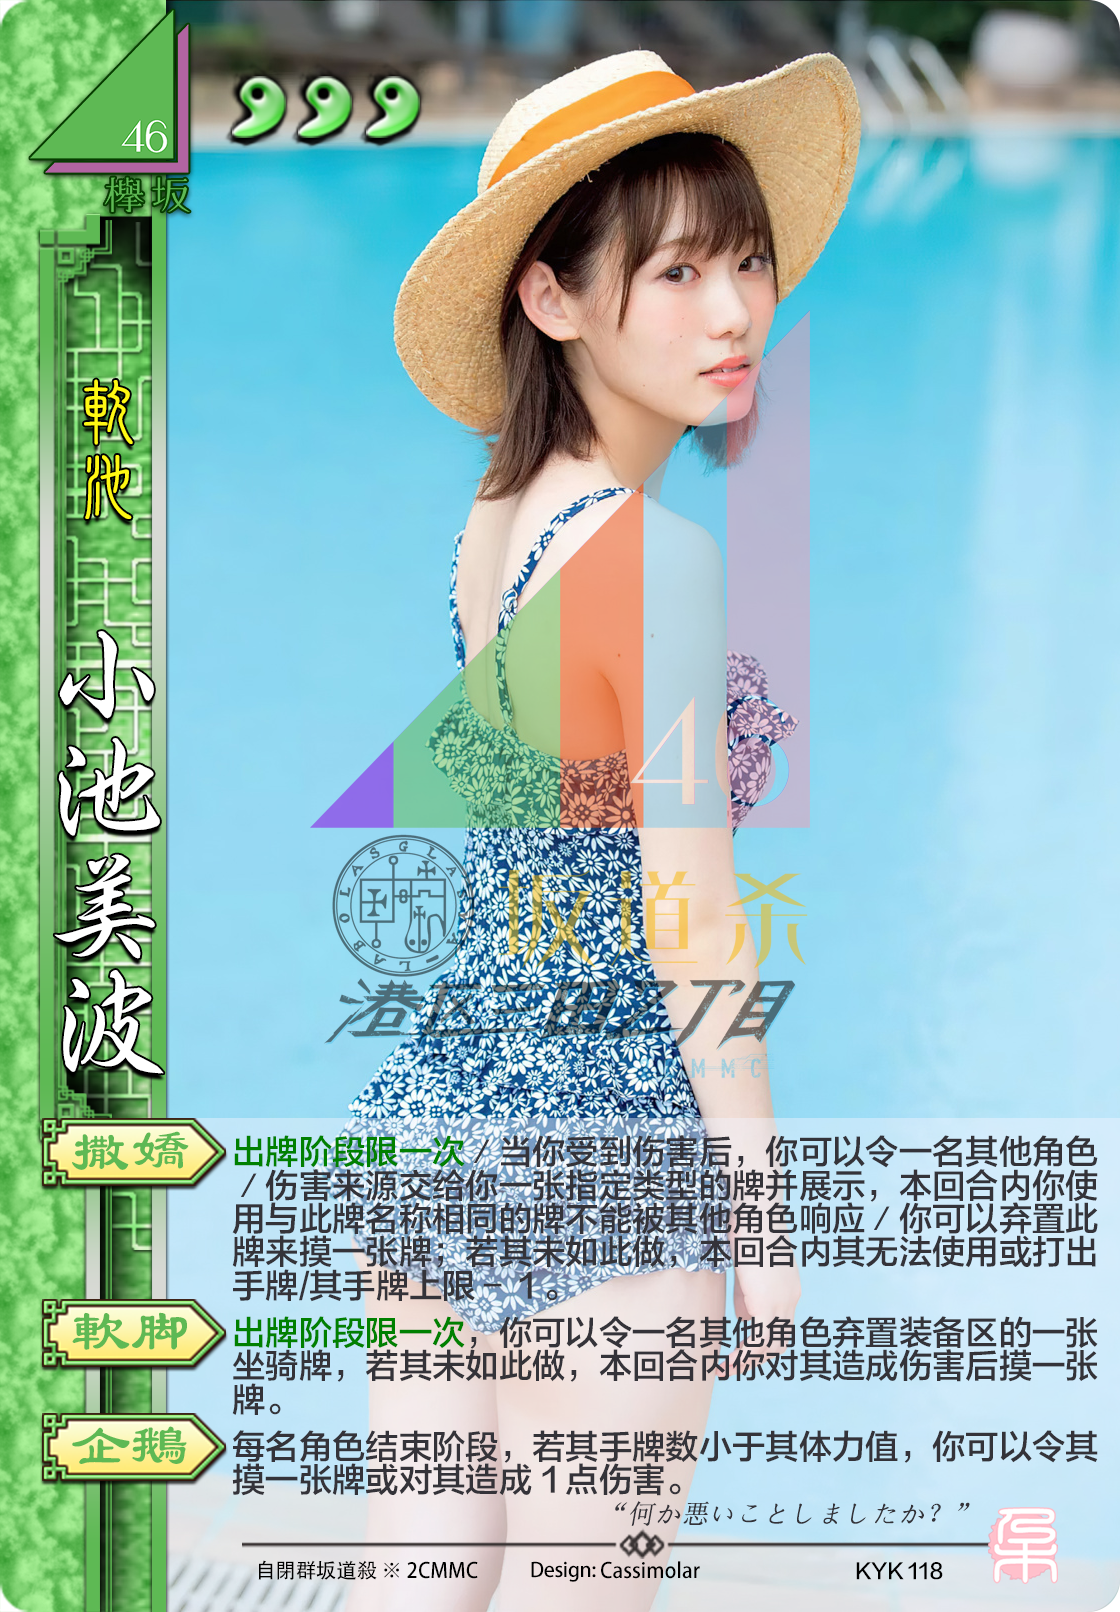 46
欅坂
軟池
小池美波
46
LABOLASGLA
坂道杀
港区三田2丁目
MMC
撒嬌
出牌阶段限一次／当你受到伤害后，你可以令一名其他角色
／伤害来源交给你一张指定类型的牌并展示，本回合内你使
用与此牌名称相同的牌不能被其他角色响应／你可以弃置此
牌来摸一张牌；若其未如此做，本回合内其无法使用或打出
手牌/其手牌上限－１。
軟脚
出牌阶段限一次，你可以令一名其他角色弃置装备区的一张
坐骑牌，若其未如此做，本回合内你对其造成伤害后摸一张
牌。
企鵝
每名角色结束阶段，若其手牌数小于其体力值，你可以令其
摸一张牌或对其造成１点伤害。
“何か悪いことしましたか？”
自閉群坂道殺 ※ 2CMMC Design: Cassimolar KYK 118